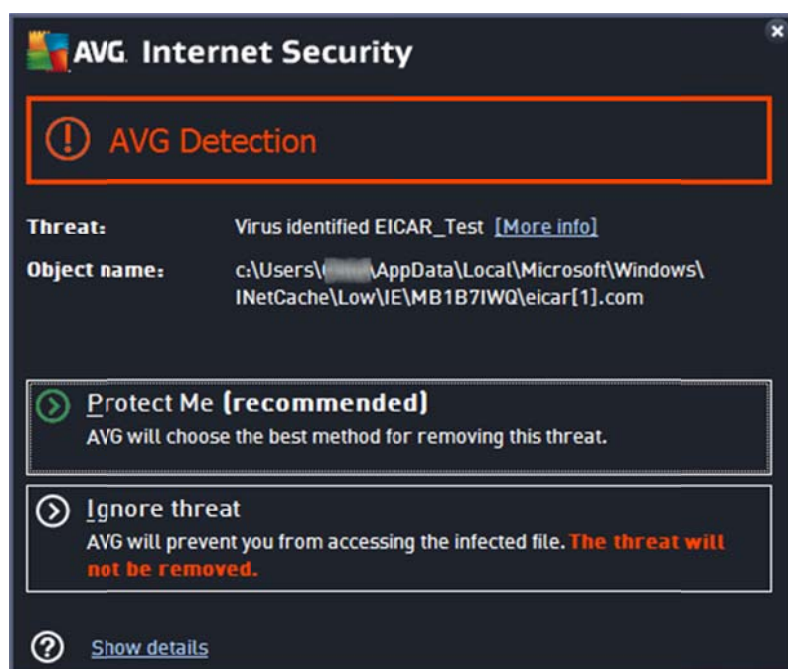 AVG Internet Security
AVG Detection
Threat: Virus identified EICAR_Test [More info]
Object name: c:\Users\ \AppData\Local\Microsoft\Windows\
INetCache\Low\IE\MB1B7IWQ\eicar[1].com
Protect Me (recommended)
AVG will choose the best method for removing this threat.
Ignore threat
AVG will prevent you from accessing the infected file. The threat will
not be removed.
Show details